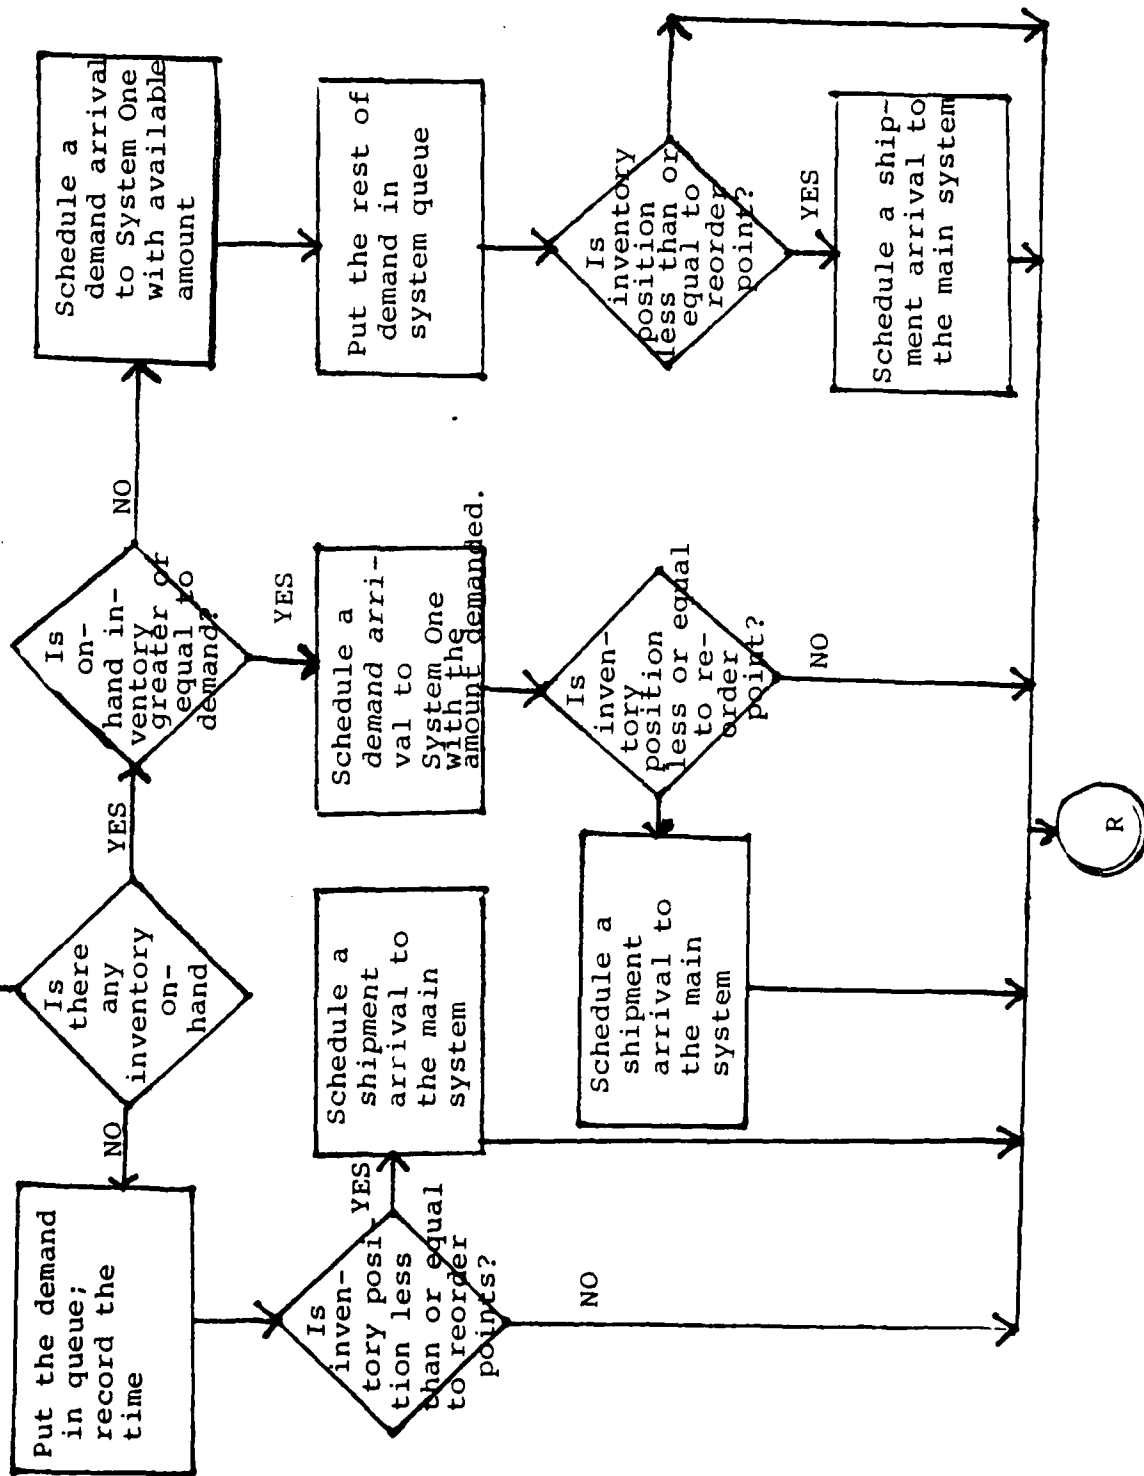 Put the demand
in queue;
record the
time
NO
Is there
any
inventory
on-
hand
YES
Is
on-
hand in-
ventory
greater or
equal to
demand?
NO
Schedule a
demand arrival
to System One
with available
amount
Is
inven-
tory posi-
tion less
than or equal
to reorder
points?
YES
NO
Schedule a
shipment
arrival to
the main
system
YES
Schedule a
demand arri-
val to
System One
with the
amount demanded.
Put the rest of
demand in
system queue
Schedule a
shipment
arrival to
the main
system
Is
inven-
tory
position
less or equal
to re-
order
point?
NO
Is
inventory
position
less than or
equal to
reorder
point?
YES
Schedule a ship-
ment arrival to
the main system
R